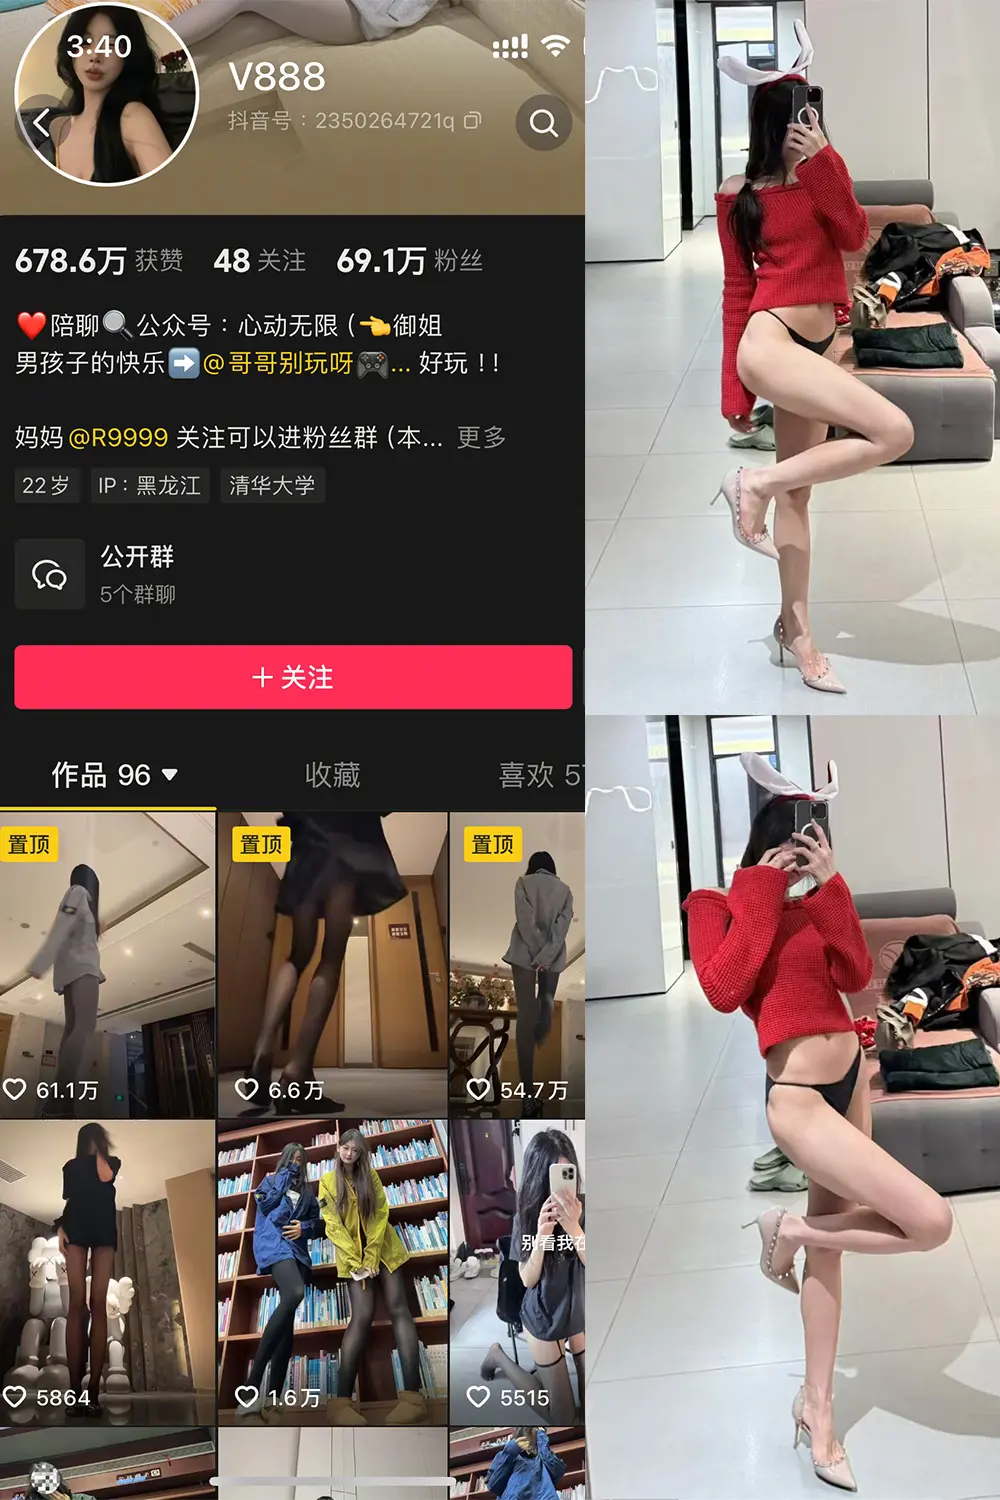 3:40
V888
抖音号：2350264721q
678.6万 获赞 48 关注 69.1万 粉丝
❤️陪聊🔍公众号：心动无限（👈御姐
男孩子的快乐➡️@哥哥别玩呀🎮... 好玩 !!
妈妈@R9999 关注可以进粉丝群（本... 更多
22岁 IP：黑龙江 清华大学
公开群
5个群聊
+ 关注
作品 96 ▼ 收藏 喜欢 57
置顶 置顶 置顶
61.1万 6.6万 54.7万
别看我在
5864 1.6万 5515